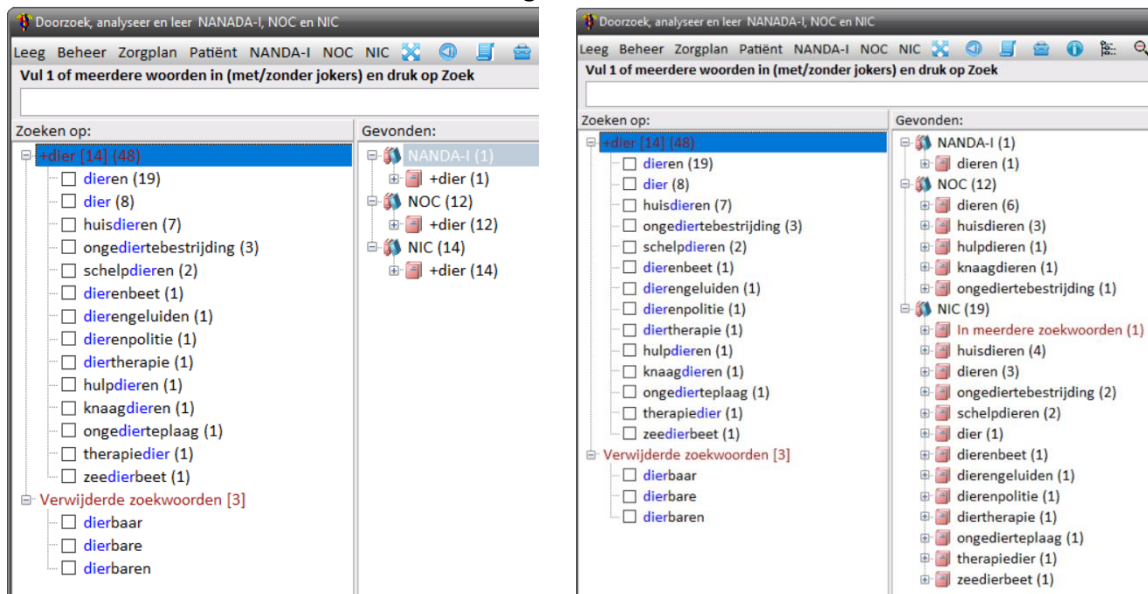 Doorzoek, analyseer en leer NANADA-I, NOC en NIC
Leeg Beheer Zorgplan Patiënt NANDA-I NOC NIC
Vul 1 of meerdere woorden in (met/zonder jokers) en druk op Zoek
Zoeken op:
+dier [14] (48)
dieren (19)
dier (8)
huisdieren (7)
ongediertebestrijding (3)
schelpdieren (2)
dierenbeet (1)
dierengeluiden (1)
dierenpolitie (1)
diertherapie (1)
hulpdieren (1)
knaagdieren (1)
ongedierteplaag (1)
therapiedier (1)
zeedierbeet (1)
Verwijderde zoekwoorden [3]
dierbaar
dierbare
dierbaren
Gevonden:
NANDA-I (1)
+dier (1)
NOC (12)
+dier (12)
NIC (14)
+dier (14)
Doorzoek, analyseer en leer NANADA-I, NOC en NIC
Leeg Beheer Zorgplan Patiënt NANDA-I NOC NIC
Vul 1 of meerdere woorden in (met/zonder jokers) en druk op Zoek
Zoeken op:
+dier [14] (48)
dieren (19)
dier (8)
huisdieren (7)
ongediertebestrijding (3)
schelpdieren (2)
dierenbeet (1)
dierengeluiden (1)
dierenpolitie (1)
diertherapie (1)
hulpdieren (1)
knaagdieren (1)
ongedierteplaag (1)
therapiedier (1)
zeedierbeet (1)
Verwijderde zoekwoorden [3]
dierbaar
dierbare
dierbaren
Gevonden:
NANDA-I (1)
dieren (1)
NOC (12)
dieren (6)
huisdieren (3)
hulpdieren (1)
knaagdieren (1)
ongediertebestrijding (1)
NIC (19)
In meerdere zoekwoorden (1)
huisdieren (4)
dieren (3)
ongediertebestrijding (2)
schelpdieren (2)
dier (1)
dierenbeet (1)
dierengeluiden (1)
dierenpolitie (1)
diertherapie (1)
ongedierteplaag (1)
therapiedier (1)
zeedierbeet (1)